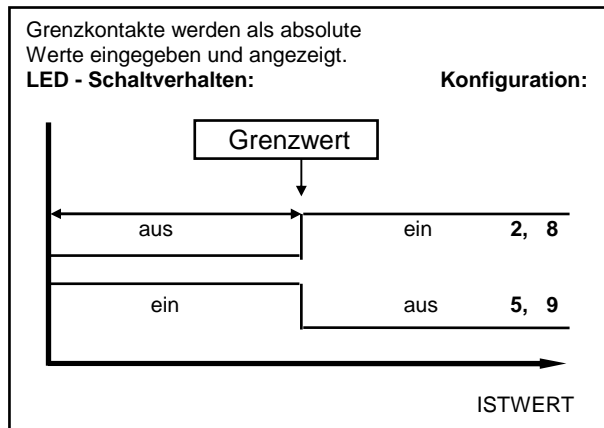 Grenzkontakte werden als absolute
Werte eingegeben und angezeigt.
LED - Schaltverhalten: Konfiguration:
Grenzwert
aus ein 2, 8
ein aus 5, 9
ISTWERT